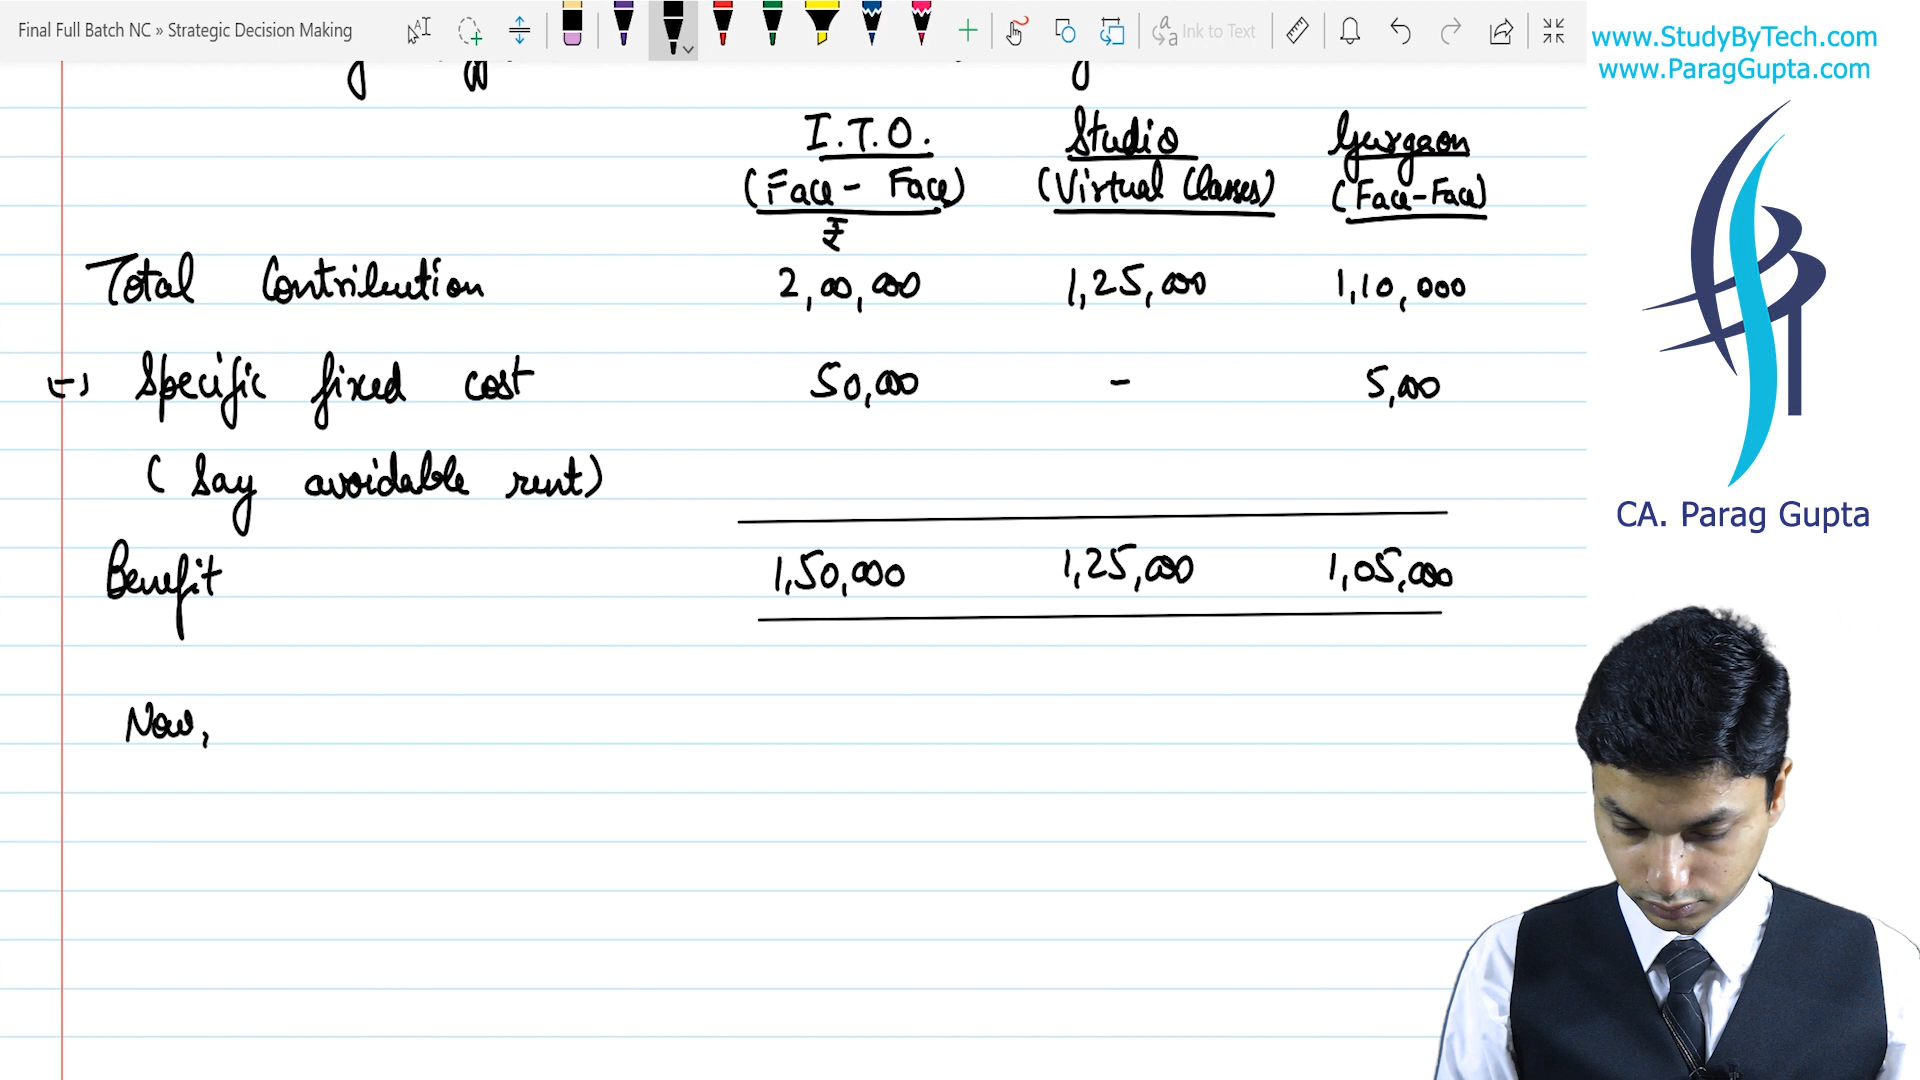 Final Full Batch NC » Strategic Decision Making
Ink to Text
www.StudyByTech.com
www.ParagGupta.com
I.T.O. Studio Gurgaon
(Face - Face) (Virtual Classes) (Face-Face)
₹
Total Contribution 2,00,000 1,25,000 1,10,000
(-) Specific fixed cost 50,000 - 5,000
(Say avoidable rent)
CA. Parag Gupta
Benefit 1,50,000 1,25,000 1,05,000
Now,